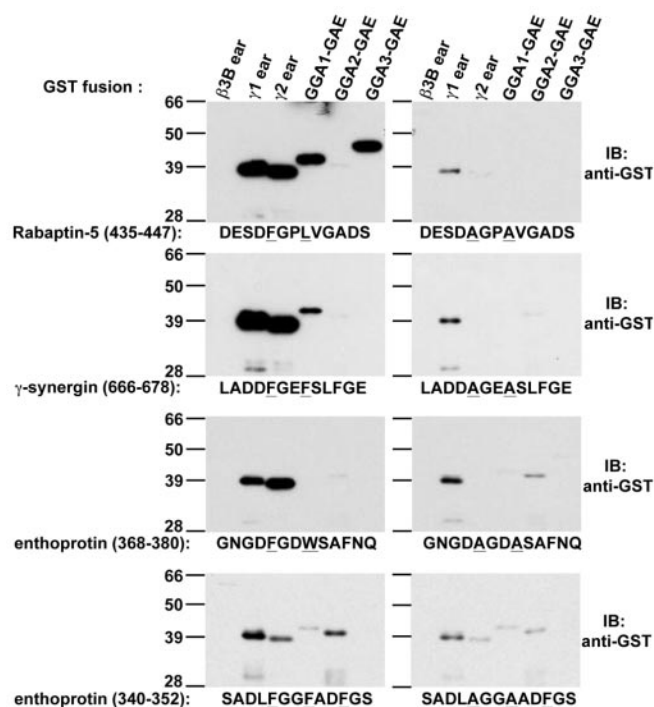 GST fusion :
β3B ear γ1 ear γ2 ear GGA1-GAE GGA2-GAE GGA3-GAE β3B ear γ1 ear γ2 ear GGA1-GAE GGA2-GAE GGA3-GAE
66
50
39
28
IB:
anti-GST
Rabaptin-5 (435-447): DESDFGPLVGADS DESDAGPAVGADS
66
50
39
28
IB:
anti-GST
γ-synergin (666-678): LADDFGEFSLFGE LADDAGEASLFGE
66
50
39
28
IB:
anti-GST
enthoprotin (368-380): GNGDFGDWSAFNQ GNGDAGDASAFNQ
66
50
39
28
IB:
anti-GST
enthoprotin (340-352): SADLFGGFADFGS SADLAGGAADFGS